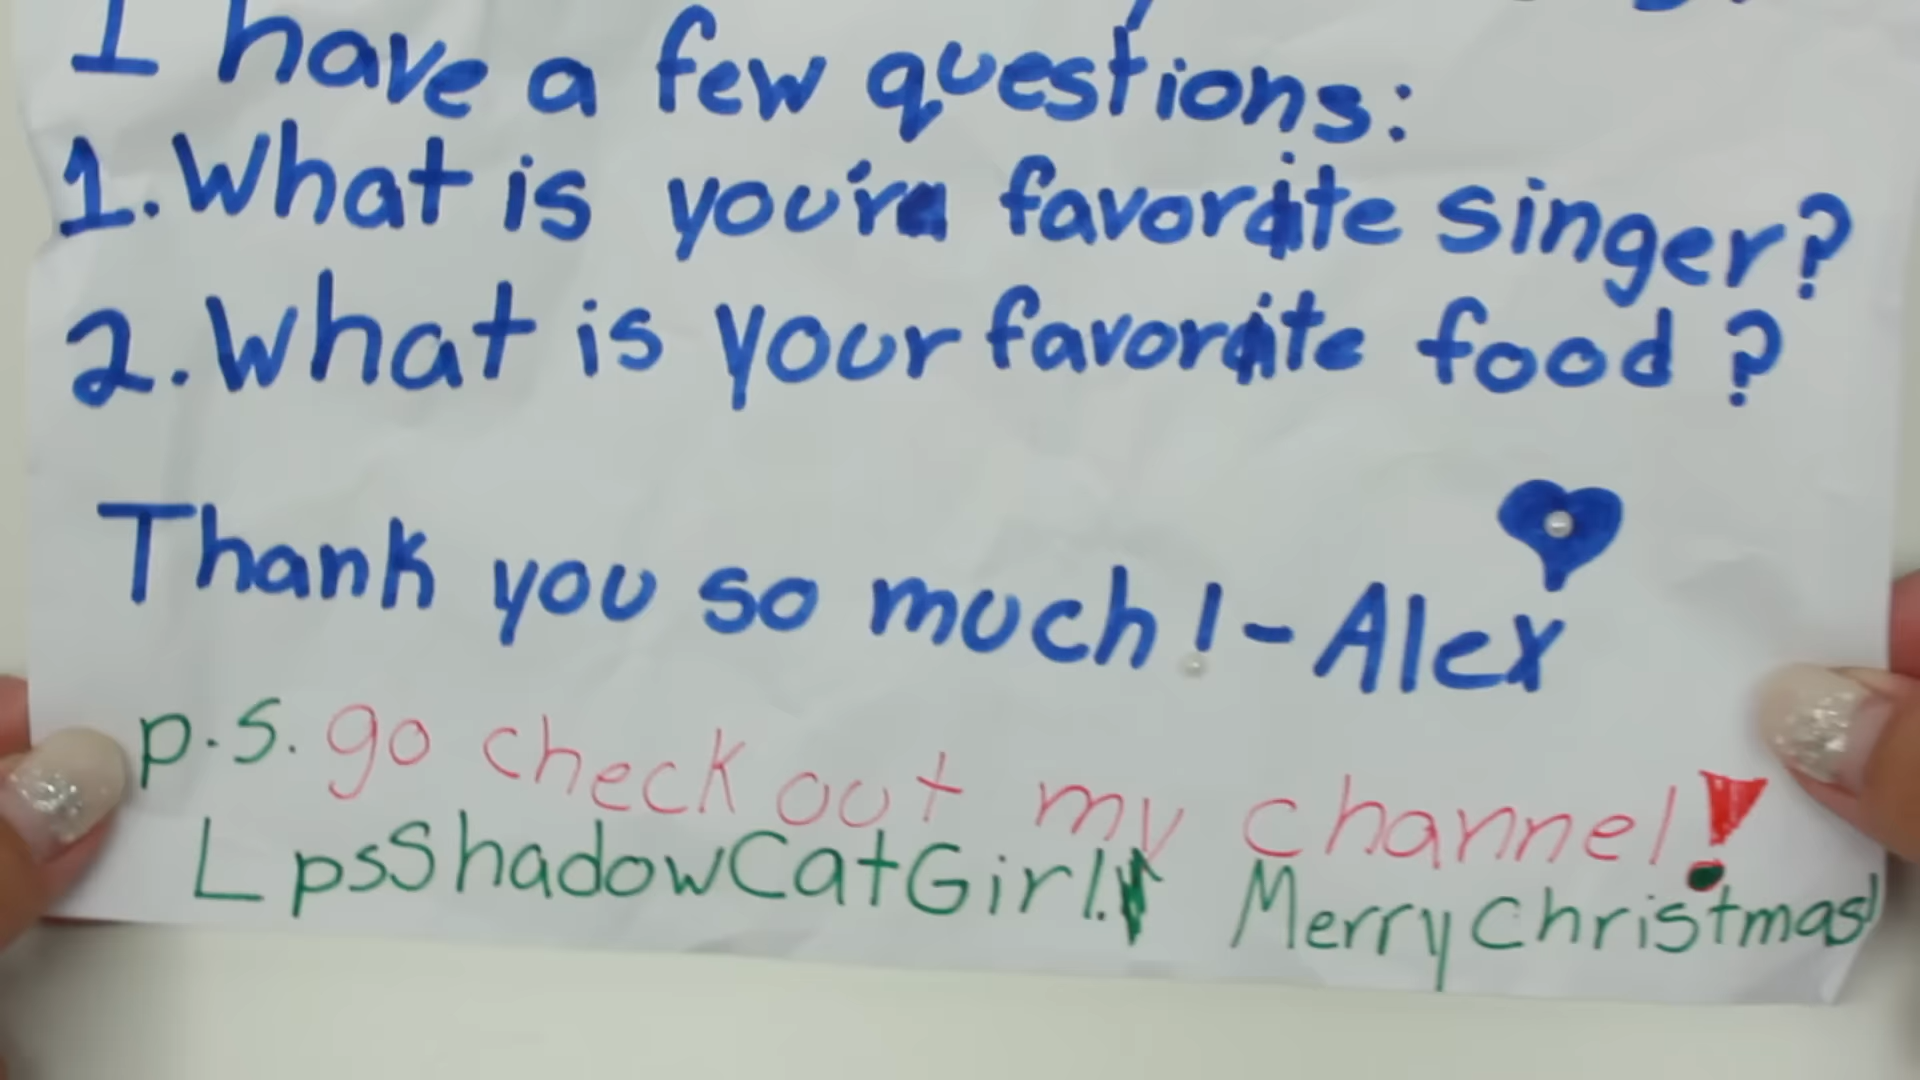 I have a few questions:
1. What is you're favorite singer?
2. What is your favorite food?
Thank you so much! - Alex
p.s. go check out my channel!
LpsShadowCatGirl. Merry Christmas!